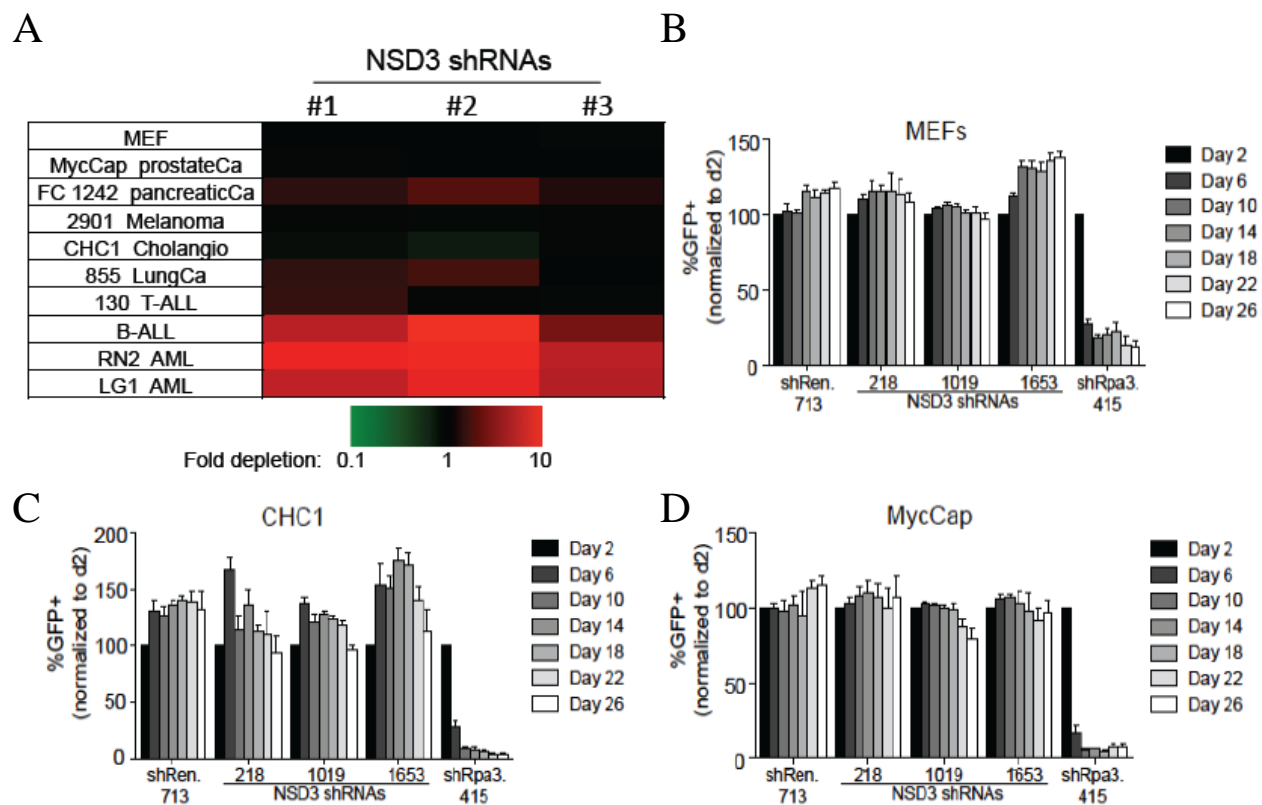 A
NSD3 shRNAs
#1 #2 #3
MEF
MycCap prostateCa
FC 1242 pancreaticCa
2901 Melanoma
CHC1 Cholangio
855 LungCa
130 T-ALL
B-ALL
RN2 AML
LG1 AML
Fold depletion: 0.1 1 10
B
MEFs
%GFP+
(normalized to d2)
150
100
50
0
shRen.
713
218 1019 1653
NSD3 shRNAs
shRpa3.
415
Day 2
Day 6
Day 10
Day 14
Day 18
Day 22
Day 26
C
CHC1
%GFP+
(normalized to d2)
200
150
100
50
0
shRen.
713
218 1019 1653
NSD3 shRNAs
shRpa3.
415
Day 2
Day 6
Day 10
Day 14
Day 18
Day 22
Day 26
D
MycCap
%GFP+
(normalized to d2)
150
100
50
0
shRen.
713
218 1019 1653
NSD3 shRNAs
shRpa3.
415
Day 2
Day 6
Day 10
Day 14
Day 18
Day 22
Day 26